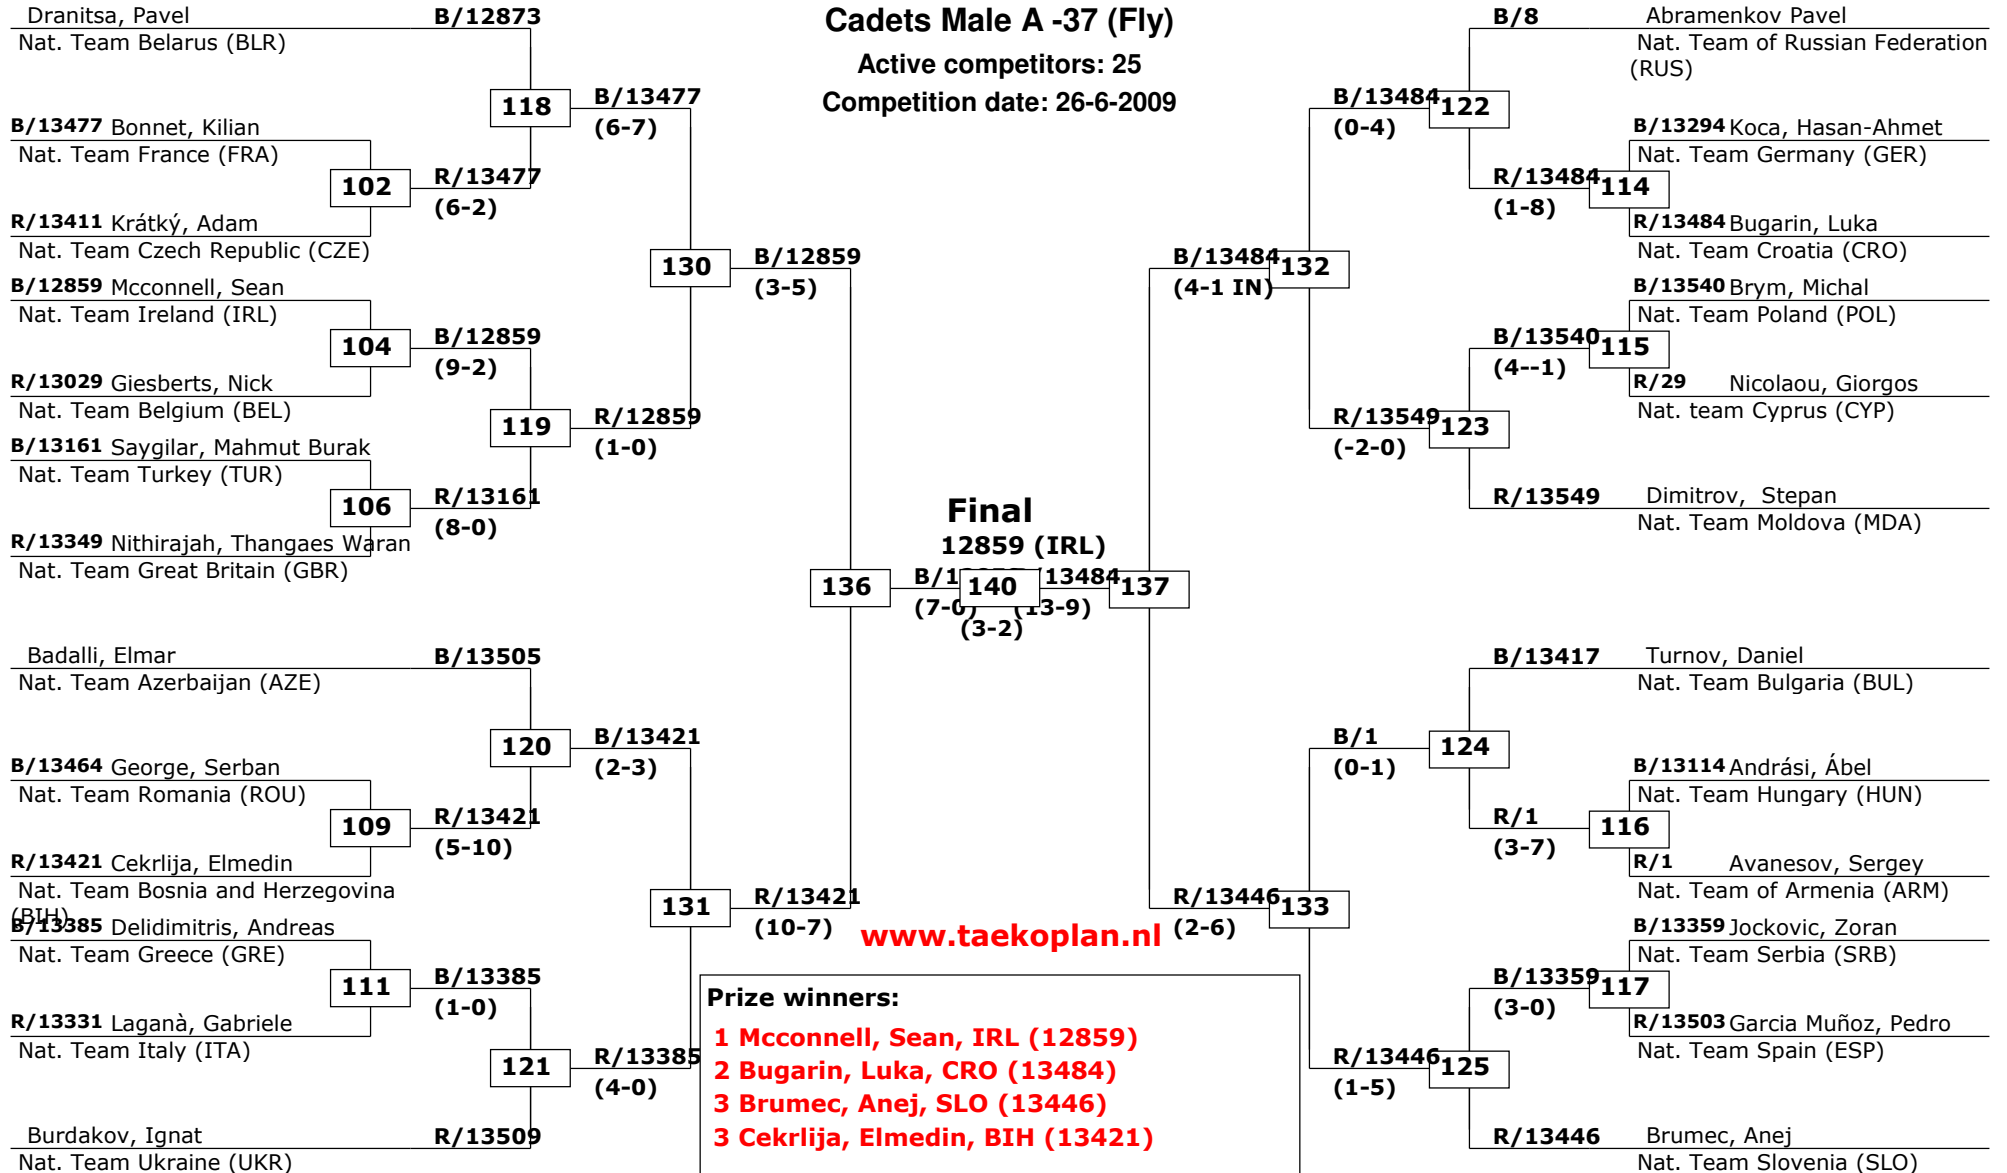 Cadets Male A -37 (Fly)
Active competitors: 25
Competition date: 26-6-2009
Dranitsa, Pavel
B/12873
Nat. Team Belarus (BLR)
118
B/13477
(6-7)
B/13477 Bonnet, Kilian
Nat. Team France (FRA)
102
R/13477
(6-2)
R/13411 Krátký, Adam
Nat. Team Czech Republic (CZE)
130
B/12859
(3-5)
B/12859 Mcconnell, Sean
Nat. Team Ireland (IRL)
104
B/12859
(9-2)
R/13029 Giesberts, Nick
Nat. Team Belgium (BEL)
119
R/12859
(1-0)
B/13161 Saygilar, Mahmut Burak
Nat. Team Turkey (TUR)
106
R/13161
(8-0)
R/13349 Nithirajah, Thangaes Waran
Nat. Team Great Britain (GBR)
136
(7-0)
Badalli, Elmar
B/13505
Nat. Team Azerbaijan (AZE)
120
B/13421
(2-3)
B/13464 George, Serban
Nat. Team Romania (ROU)
109
R/13421
(5-10)
R/13421 Cekrlija, Elmedin
Nat. Team Bosnia and Herzegovina
(BIH)
131
R/13421
(10-7)
B/13385 Delidimitris, Andreas
Nat. Team Greece (GRE)
111
B/13385
(1-0)
R/13331 Laganà, Gabriele
Nat. Team Italy (ITA)
121
R/13385
(4-0)
Burdakov, Ignat
R/13509
Nat. Team Ukraine (UKR)
Final
12859 (IRL)
140
(3-2)
B/8
Abramenkov Pavel
Nat. Team of Russian Federation
(RUS)
B/13484
122
(0-4)
B/13294 Koca, Hasan-Ahmet
Nat. Team Germany (GER)
R/13484
114
(1-8)
R/13484 Bugarin, Luka
Nat. Team Croatia (CRO)
B/13484
132
(4-1 IN)
B/13540 Brym, Michal
Nat. Team Poland (POL)
B/13540
115
(4--1)
R/29 Nicolaou, Giorgos
Nat. team Cyprus (CYP)
R/13549
123
(-2-0)
R/13549
Dimitrov, Stepan
Nat. Team Moldova (MDA)
13484
137
(13-9)
B/13417
Turnov, Daniel
Nat. Team Bulgaria (BUL)
B/1
124
(0-1)
B/13114 Andrási, Ábel
Nat. Team Hungary (HUN)
R/1
116
(3-7)
R/1 Avanesov, Sergey
Nat. Team of Armenia (ARM)
R/13446
133
(2-6)
B/13359 Jockovic, Zoran
Nat. Team Serbia (SRB)
B/13359
117
(3-0)
R/13503 Garcia Muñoz, Pedro
Nat. Team Spain (ESP)
R/13446
125
(1-5)
R/13446
Brumec, Anej
Nat. Team Slovenia (SLO)
www.taekoplan.nl
Prize winners:
1 Mcconnell, Sean, IRL (12859)
2 Bugarin, Luka, CRO (13484)
3 Brumec, Anej, SLO (13446)
3 Cekrlija, Elmedin, BIH (13421)